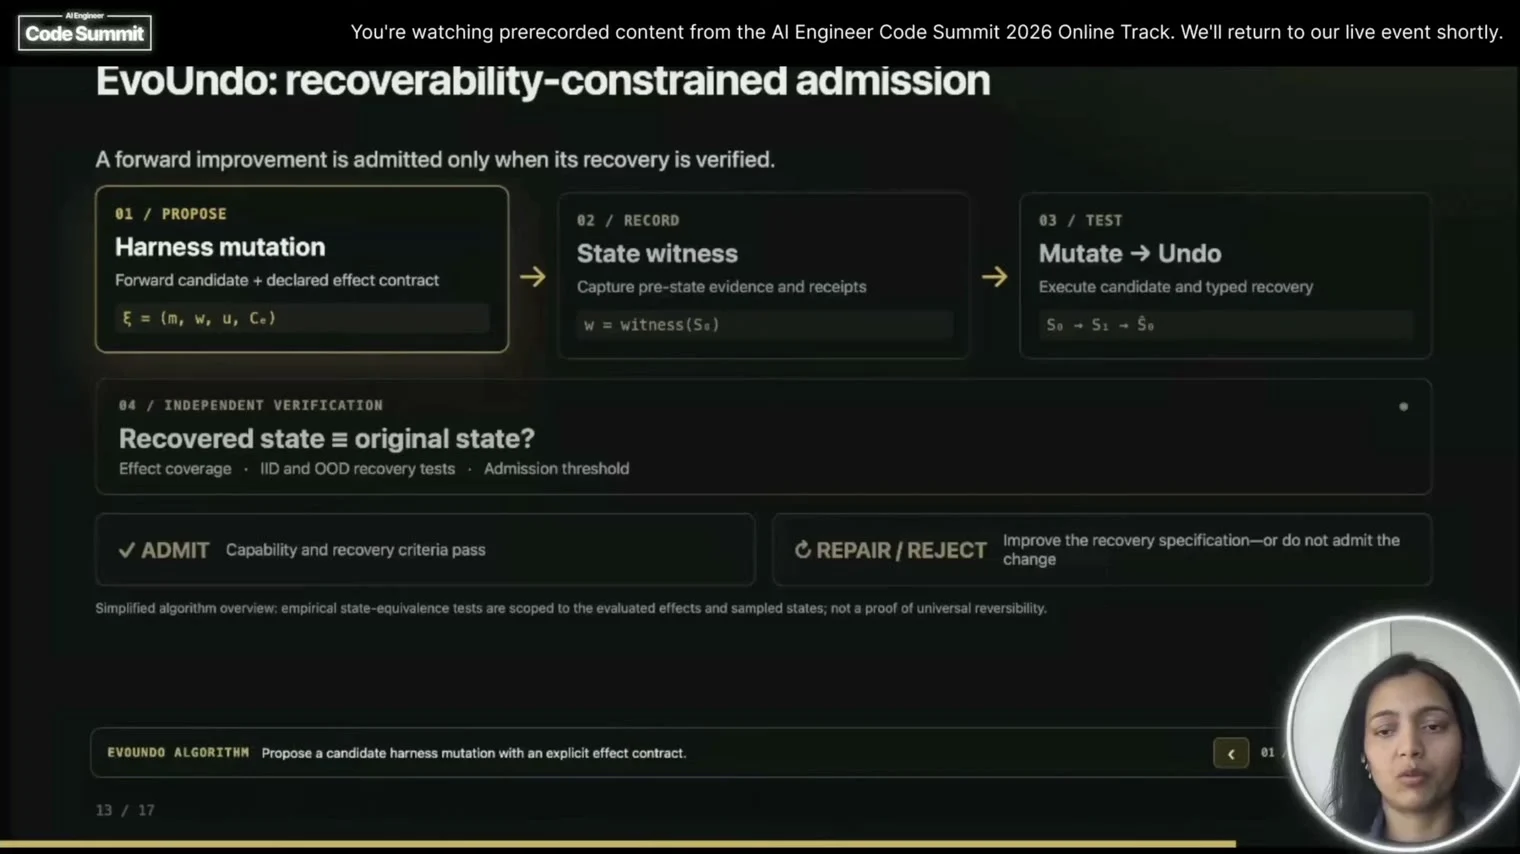 AI Engineer
Code Summit
You're watching prerecorded content from the AI Engineer Code Summit 2026 Online Track. We'll return to our live event shortly.
EvoUndo: recoverability-constrained admission
A forward improvement is admitted only when its recovery is verified.
01 / PROPOSE
Harness mutation
Forward candidate + declared effect contract
ξ = (m, w, u, Cₑ)
→
02 / RECORD
State witness
Capture pre-state evidence and receipts
w = witness(S₀)
→
03 / TEST
Mutate → Undo
Execute candidate and typed recovery
S₀ → S₁ → Ŝ₀
04 / INDEPENDENT VERIFICATION
Recovered state ≡ original state?
Effect coverage · IID and OOD recovery tests · Admission threshold
✓ ADMIT Capability and recovery criteria pass
↻ REPAIR / REJECT Improve the recovery specification—or do not admit the
change
Simplified algorithm overview: empirical state-equivalence tests are scoped to the evaluated effects and sampled states; not a proof of universal reversibility.
EVOUNDO ALGORITHM Propose a candidate harness mutation with an explicit effect contract.
‹ 01 /
13 / 17